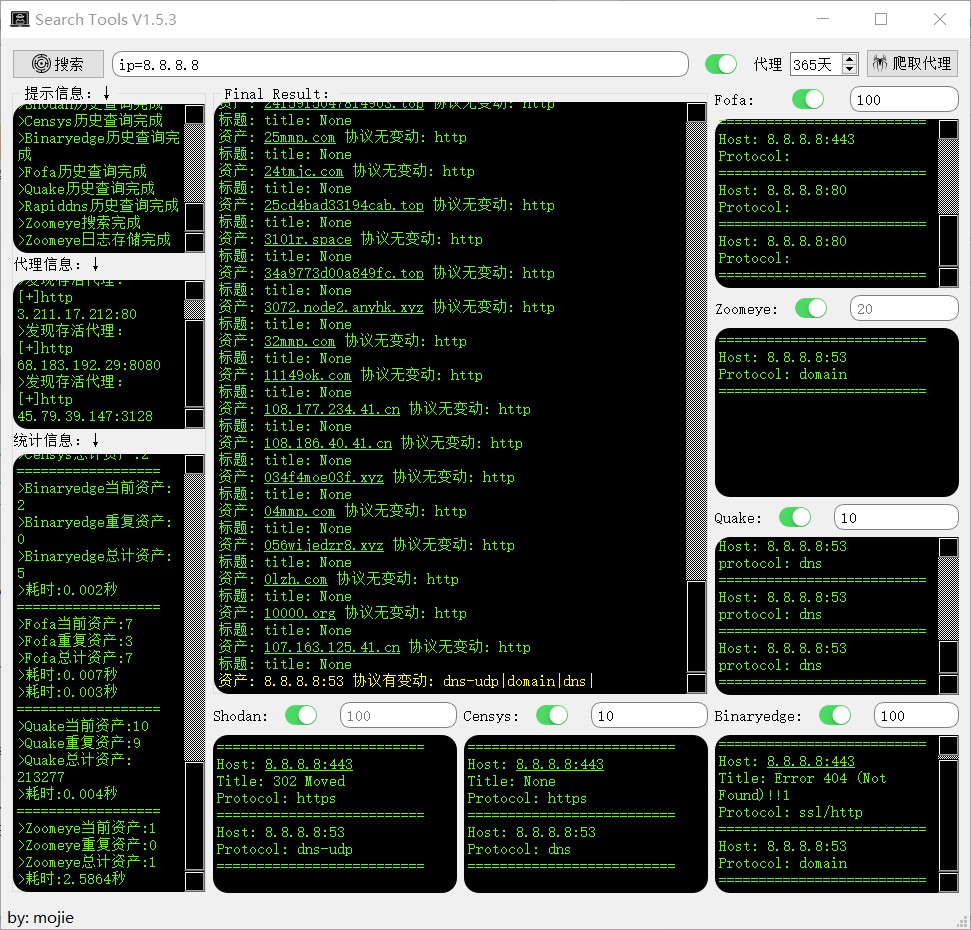 Search Tools V1.5.3
搜索
ip=8.8.8.8
代理
365天
爬取代理
提示信息: ↓
>Shodan历史查询完成
>Censys历史查询完成
>Binaryedge历史查询完
成
>Fofa历史查询完成
>Quake历史查询完成
>Rapiddns历史查询完成
>Zoomeye搜索完成
>Zoomeye日志存储完成
代理信息: ↓
>发现存活代理:
[+]http
3.211.17.212:80
>发现存活代理:
[+]http
68.183.192.29:8080
>发现存活代理:
[+]http
45.79.39.147:3128
统计信息: ↓
>Censys总计资产:2
==================
>Binaryedge当前资产:
2
>Binaryedge重复资产:
0
>Binaryedge总计资产:
5
>耗时:0.002秒
==================
>Fofa当前资产:7
>Fofa重复资产:3
>Fofa总计资产:7
>耗时:0.007秒
>耗时:0.003秒
==================
>Quake当前资产:10
>Quake重复资产:9
>Quake总计资产:
213277
>耗时:0.004秒
==================
>Zoomeye当前资产:1
>Zoomeye重复资产:0
>Zoomeye总计资产:1
>耗时:2.5864秒
Final Result:
资产: 2415915047814903.top 协议无变动: http
标题: title: None
资产: 25mmp.com 协议无变动: http
标题: title: None
资产: 24tmjc.com 协议无变动: http
标题: title: None
资产: 25cd4bad33194cab.top 协议无变动: http
标题: title: None
资产: 3101r.space 协议无变动: http
标题: title: None
资产: 34a9773d00a849fc.top 协议无变动: http
标题: title: None
资产: 3072.node2.anyhk.xyz 协议无变动: http
标题: title: None
资产: 32mmp.com 协议无变动: http
标题: title: None
资产: 11149ok.com 协议无变动: http
标题: title: None
资产: 108.177.234.41.cn 协议无变动: http
标题: title: None
资产: 108.186.40.41.cn 协议无变动: http
标题: title: None
资产: 034f4moe03f.xyz 协议无变动: http
标题: title: None
资产: 04mmp.com 协议无变动: http
标题: title: None
资产: 056wijedzr8.xyz 协议无变动: http
标题: title: None
资产: 0lzh.com 协议无变动: http
标题: title: None
资产: 10000.org 协议无变动: http
标题: title: None
资产: 107.163.125.41.cn 协议无变动: http
标题: title: None
资产: 8.8.8.8:53 协议有变动: dns-udp|domain|dns|
Fofa:
100
==========================
Host: 8.8.8.8:443
Protocol:
==========================
Host: 8.8.8.8:80
Protocol:
==========================
Host: 8.8.8.8:80
Protocol:
==========================
Zoomeye:
20
==========================
Host: 8.8.8.8:53
Protocol: domain
==========================
Quake:
10
Host: 8.8.8.8:53
protocol: dns
==========================
Host: 8.8.8.8:53
protocol: dns
==========================
Host: 8.8.8.8:53
protocol: dns
==========================
Shodan:
100
==========================
Host: 8.8.8.8:443
Title: 302 Moved
Protocol: https
==========================
Host: 8.8.8.8:53
Protocol: dns-udp
==========================
Censys:
10
==========================
Host: 8.8.8.8:443
Title: None
Protocol: https
==========================
Host: 8.8.8.8:53
Protocol: dns
==========================
Binaryedge:
100
==========================
Host: 8.8.8.8:443
Title: Error 404 (Not
Found)!!1
Protocol: ssl/http
==========================
Host: 8.8.8.8:53
Protocol: domain
==========================
by: mojie